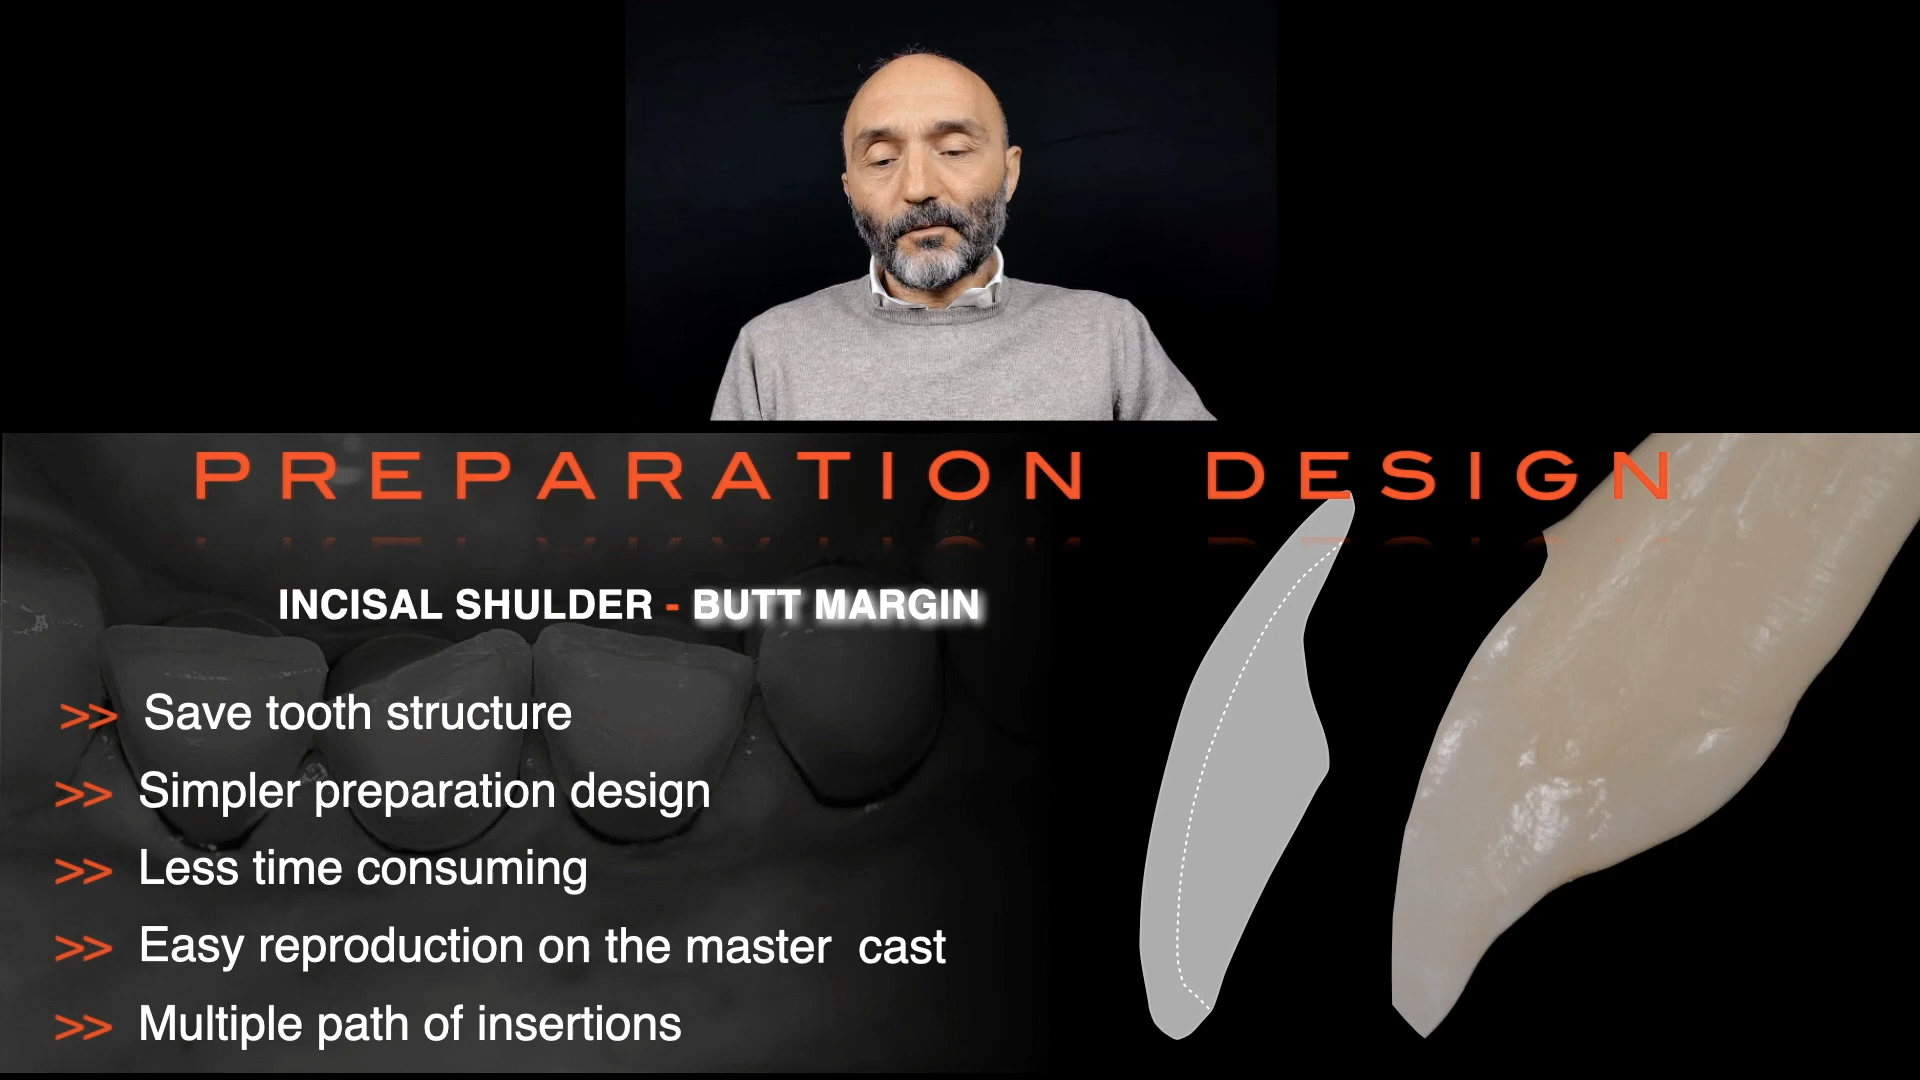 PREPARATION DESIGN
INCISAL SHULDER - BUTT MARGIN
>> Save tooth structure
>> Simpler preparation design
>> Less time consuming
>> Easy reproduction on the master cast
>> Multiple path of insertions